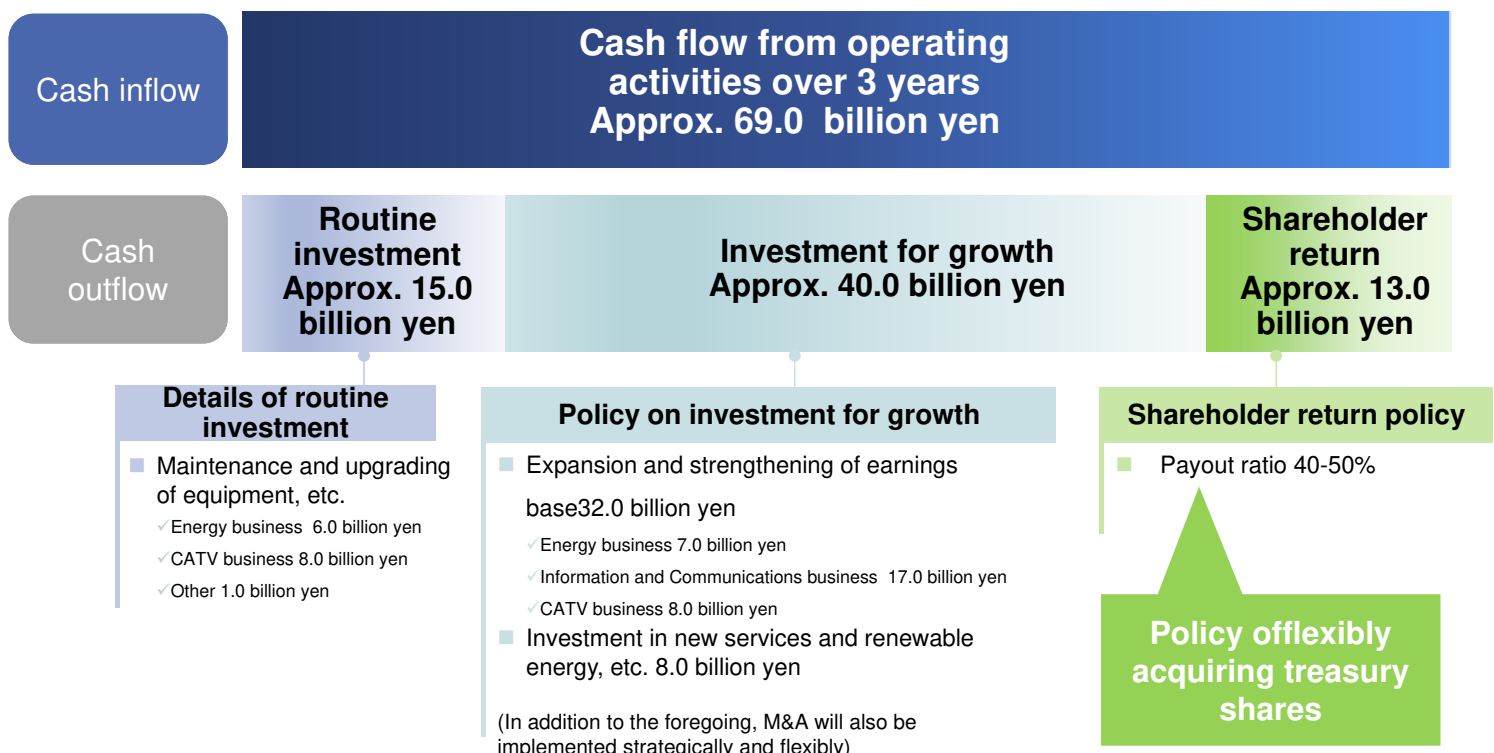 Cash inflow
Cash flow from operating
activities over 3 years
Approx. 69.0 billion yen
Cash
outflow
Routine
investment
Approx. 15.0
billion yen
Investment for growth
Approx. 40.0 billion yen
Shareholder
return
Approx. 13.0
billion yen
Details of routine
investment
■ Maintenance and upgrading
of equipment, etc.
✓Energy business 6.0 billion yen
✓CATV business 8.0 billion yen
✓Other 1.0 billion yen
Policy on investment for growth
■ Expansion and strengthening of earnings
base32.0 billion yen
✓Energy business 7.0 billion yen
✓Information and Communications business 17.0 billion yen
✓CATV business 8.0 billion yen
■ Investment in new services and renewable
energy, etc. 8.0 billion yen
(In addition to the foregoing, M&A will also be
implemented strategically and flexibly)
Shareholder return policy
■ Payout ratio 40-50%
Policy offlexibly
acquiring treasury
shares